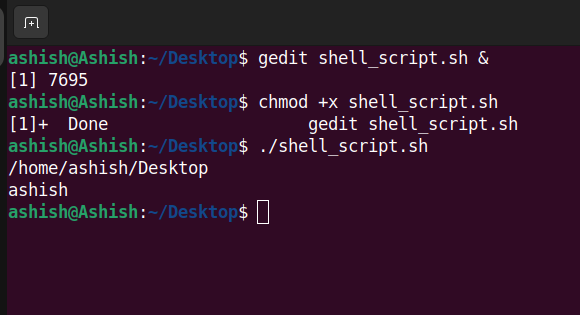 ashish@Ashish:~/Desktop$ gedit shell_script.sh &
[1] 7695
ashish@Ashish:~/Desktop$ chmod +x shell_script.sh
[1]+  Done                    gedit shell_script.sh
ashish@Ashish:~/Desktop$ ./shell_script.sh
/home/ashish/Desktop
ashish
ashish@Ashish:~/Desktop$